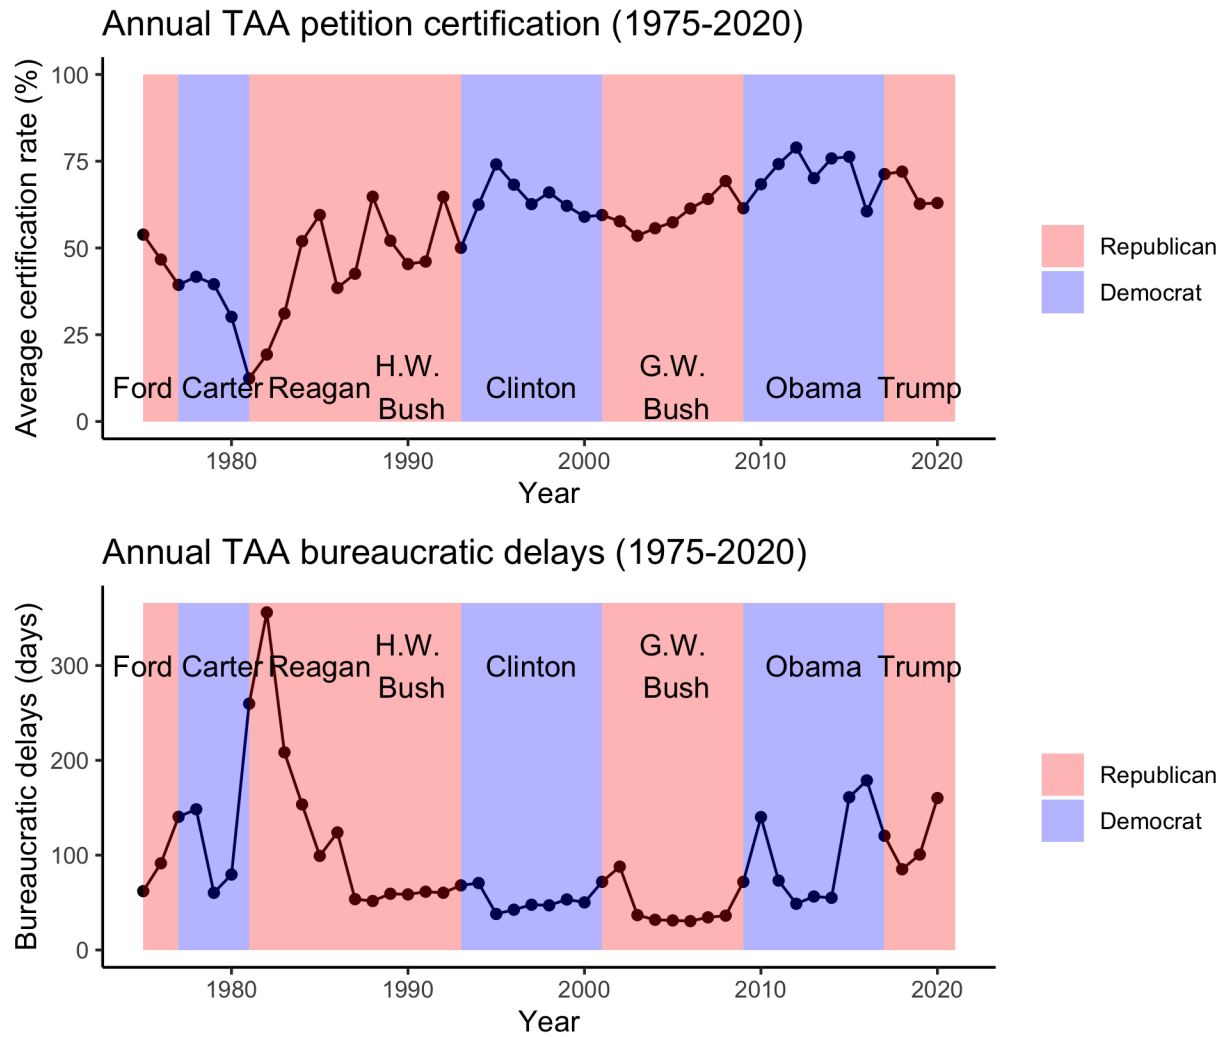 Annual TAA petition certification (1975-2020)
Average certification rate (%)
100
75
50
25
0
Ford Carter Reagan H.W. Bush Clinton G.W. Bush Obama Trump
1980 1990 2000 2010 2020
Year
Republican
Democrat
Annual TAA bureaucratic delays (1975-2020)
Bureaucratic delays (days)
300
200
100
0
Ford Carter Reagan H.W. Bush Clinton G.W. Bush Obama Trump
1980 1990 2000 2010 2020
Year
Republican
Democrat